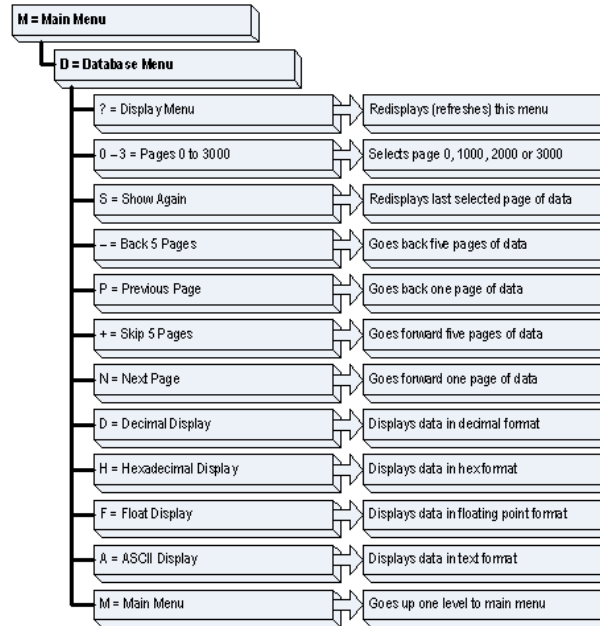 M = Main Menu
D = Database Menu
? = Display Menu
Redisplays (refreshes) this menu
0 – 3 = Pages 0 to 3000
Selects page 0, 1000, 2000 or 3000
S = Show Again
Redisplays last selected page of data
– = Back 5 Pages
Goes back five pages of data
P = Previous Page
Goes back one page of data
+ = Skip 5 Pages
Goes forward five pages of data
N = Next Page
Goes forward one page of data
D = Decimal Display
Displays data in decimal format
H = Hexadecimal Display
Displays data in hex format
F = Float Display
Displays data in floating point format
A = ASCII Display
Displays data in text format
M = Main Menu
Goes up one level to main menu